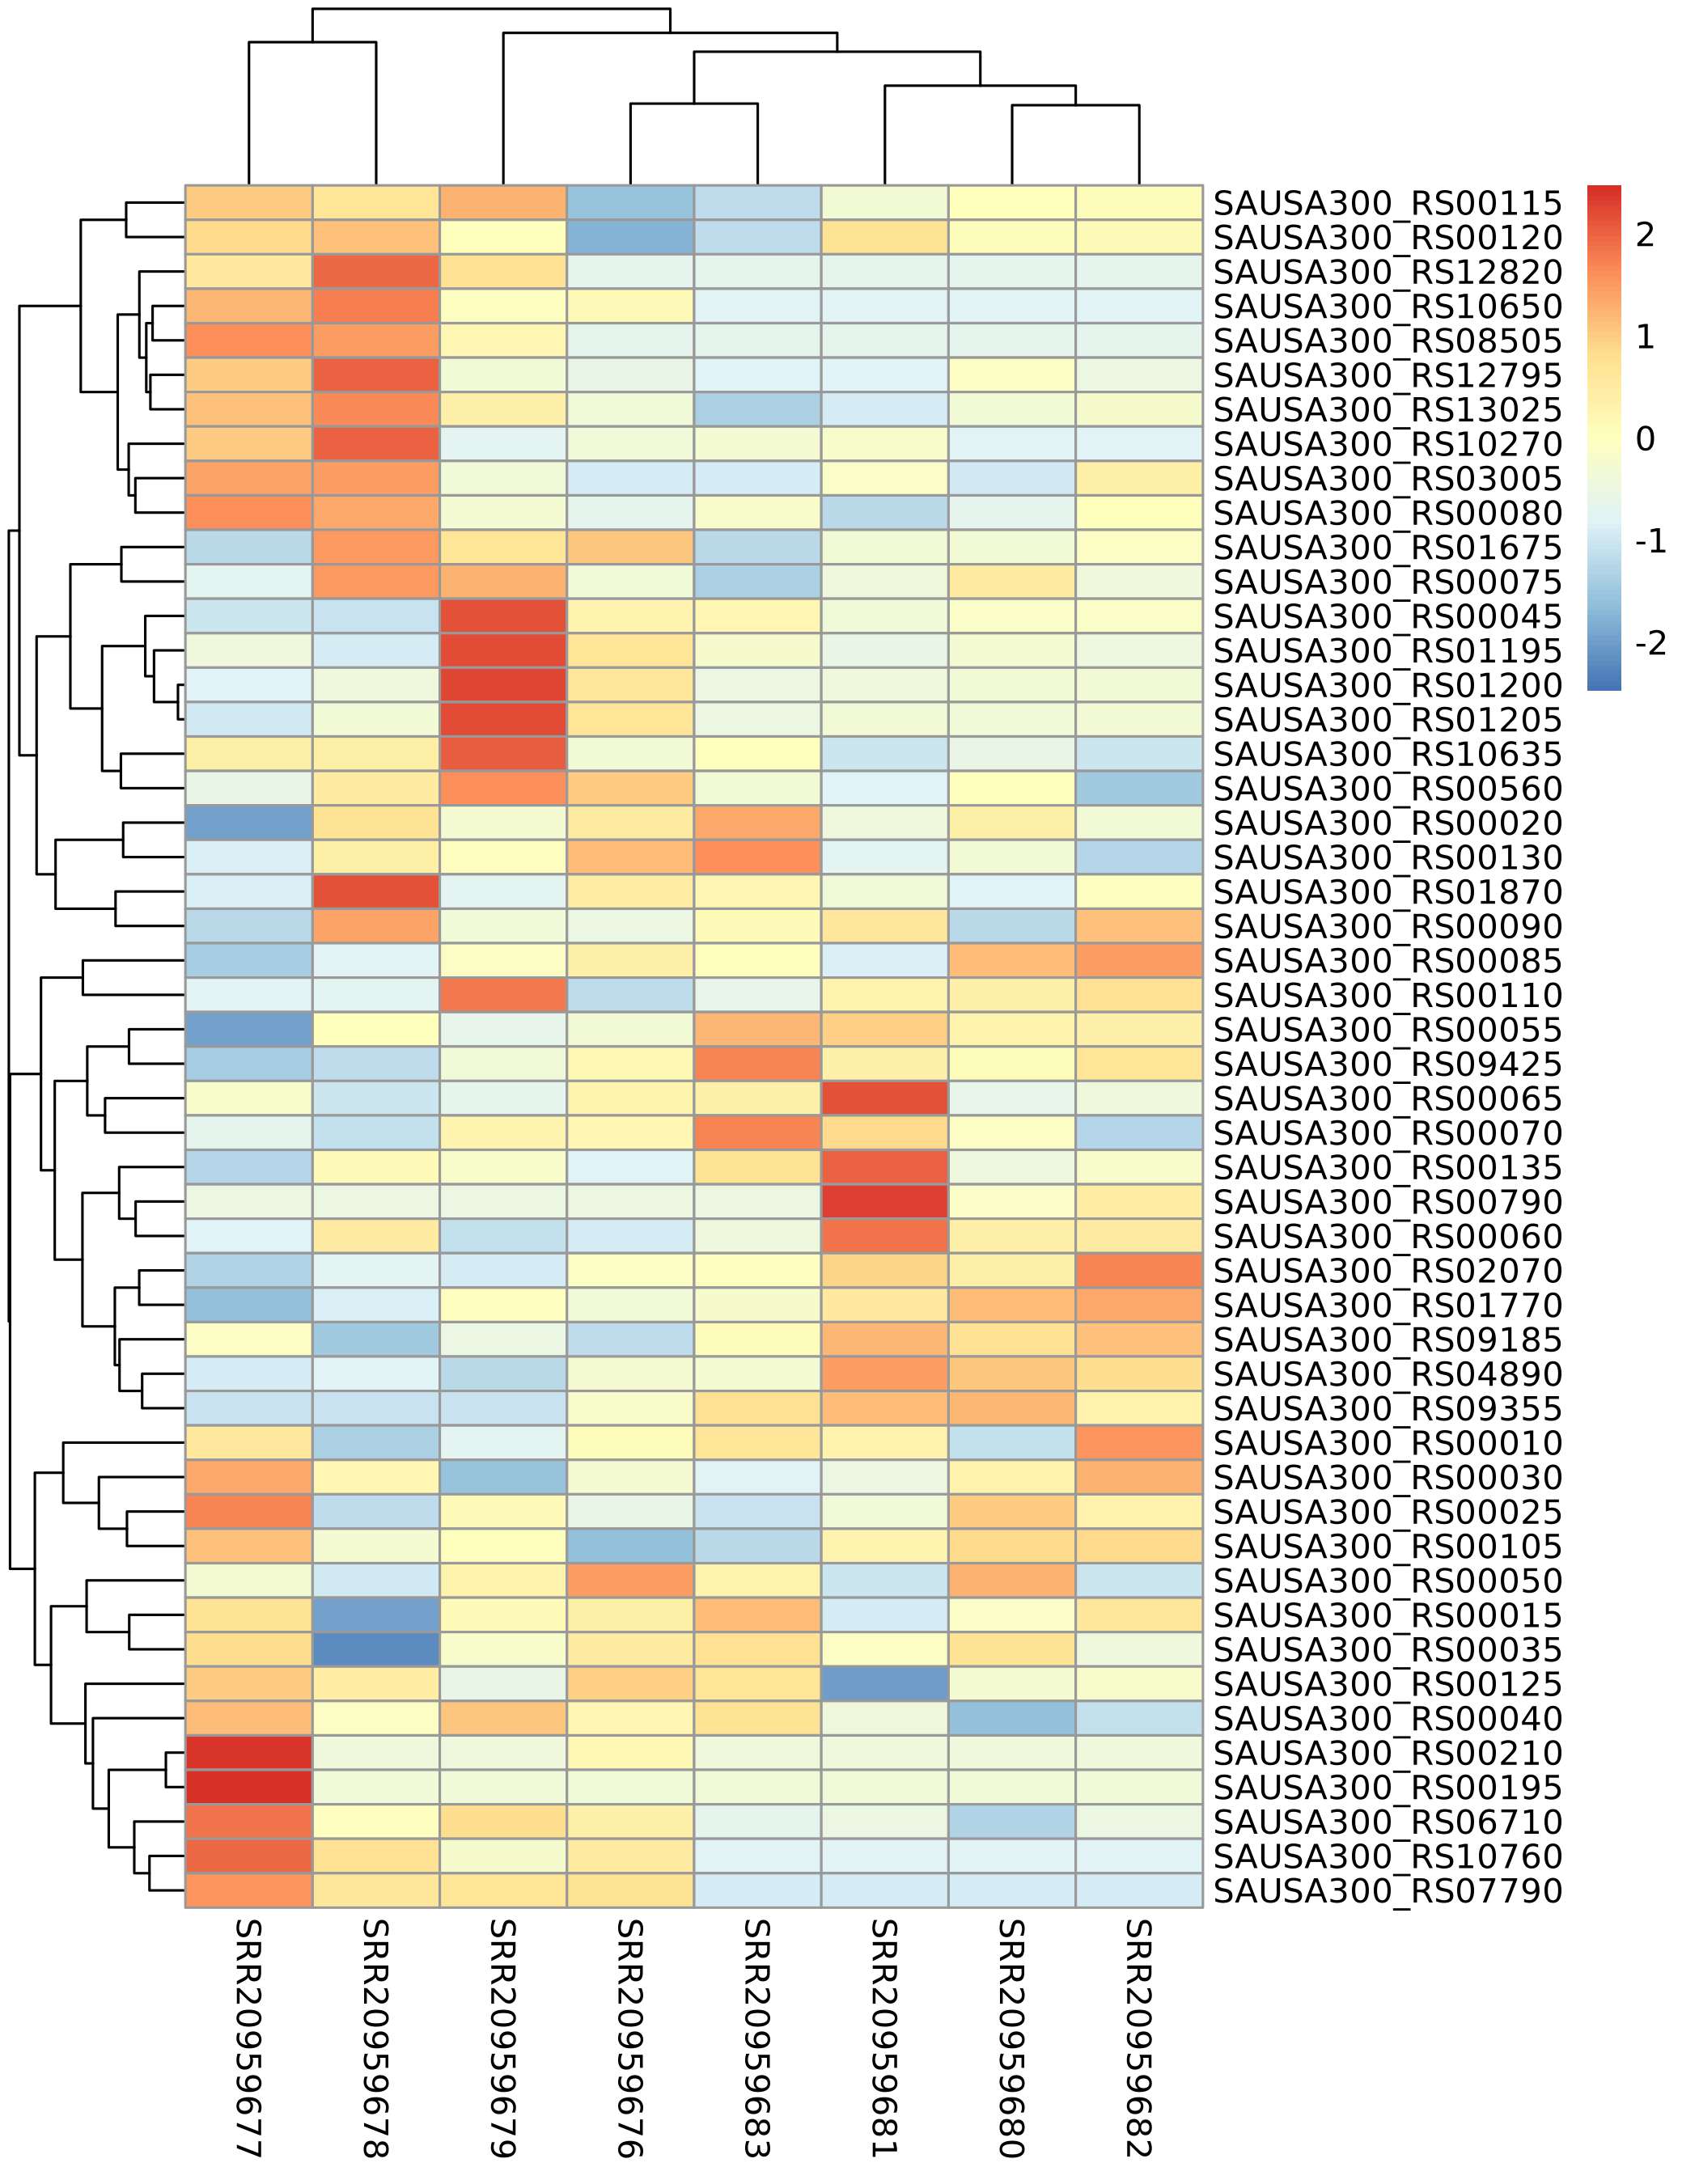 SAUSA300_RS00115
SAUSA300_RS00120
SAUSA300_RS12820
SAUSA300_RS10650
SAUSA300_RS08505
SAUSA300_RS12795
SAUSA300_RS13025
SAUSA300_RS10270
SAUSA300_RS03005
SAUSA300_RS00080
SAUSA300_RS01675
SAUSA300_RS00075
SAUSA300_RS00045
SAUSA300_RS01195
SAUSA300_RS01200
SAUSA300_RS01205
SAUSA300_RS10635
SAUSA300_RS00560
SAUSA300_RS00020
SAUSA300_RS00130
SAUSA300_RS01870
SAUSA300_RS00090
SAUSA300_RS00085
SAUSA300_RS00110
SAUSA300_RS00055
SAUSA300_RS09425
SAUSA300_RS00065
SAUSA300_RS00070
SAUSA300_RS00135
SAUSA300_RS00790
SAUSA300_RS00060
SAUSA300_RS02070
SAUSA300_RS01770
SAUSA300_RS09185
SAUSA300_RS04890
SAUSA300_RS09355
SAUSA300_RS00010
SAUSA300_RS00030
SAUSA300_RS00025
SAUSA300_RS00105
SAUSA300_RS00050
SAUSA300_RS00015
SAUSA300_RS00035
SAUSA300_RS00125
SAUSA300_RS00040
SAUSA300_RS00210
SAUSA300_RS00195
SAUSA300_RS06710
SAUSA300_RS10760
SAUSA300_RS07790
2
1
0
-1
-2
SRR20959677
SRR20959678
SRR20959679
SRR20959676
SRR20959683
SRR20959681
SRR20959680
SRR20959682